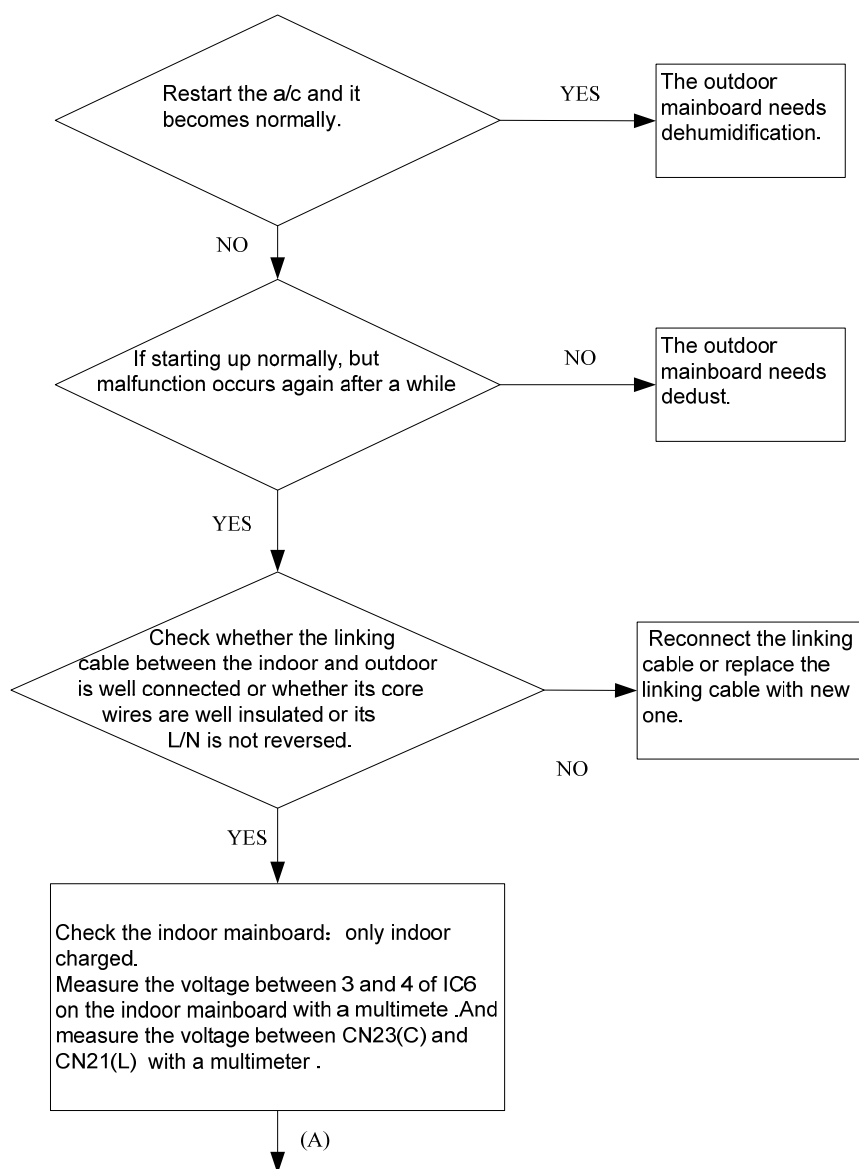 Restart the a/c and it
becomes normally.
YES
The outdoor
mainboard needs
dehumidification.
NO
If starting up normally, but
malfunction occurs again after a while
NO
The outdoor
mainboard needs
dedust.
YES
Check whether the linking
cable between the indoor and outdoor
is well connected or whether its core
wires are well insulated or its
L/N is not reversed.
NO
Reconnect the linking
cable or replace the
linking cable with new
one.
YES
Check the indoor mainboard：only indoor
charged.
Measure the voltage between 3 and 4 of IC6
on the indoor mainboard with a multimete .And
measure the voltage between CN23(C) and
CN21(L) with a multimeter .
(A)